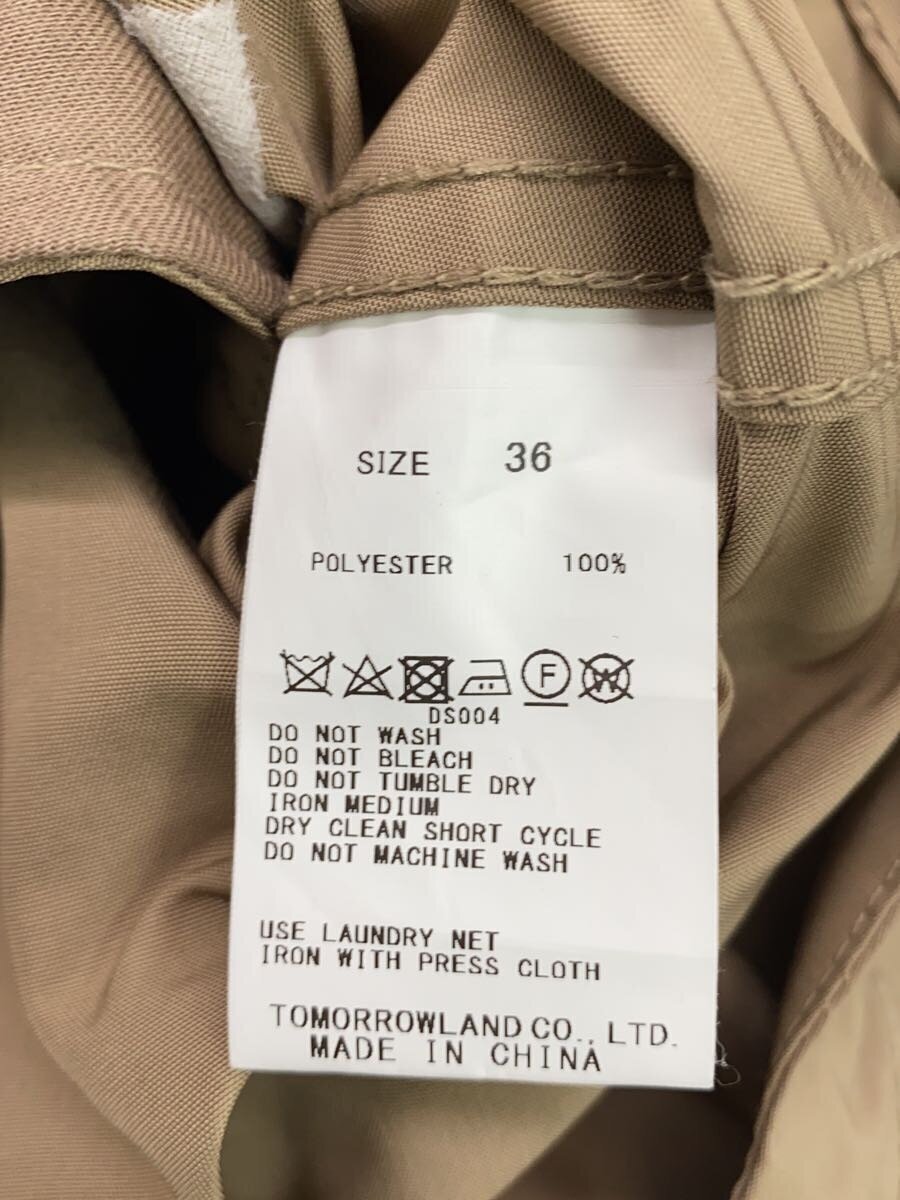 SIZE 36
POLYESTER 100%
F W
DS004
DO NOT WASH
DO NOT BLEACH
DO NOT TUMBLE DRY
IRON MEDIUM
DRY CLEAN SHORT CYCLE
DO NOT MACHINE WASH
USE LAUNDRY NET
IRON WITH PRESS CLOTH
TOMORROWLAND CO., LTD.
MADE IN CHINA